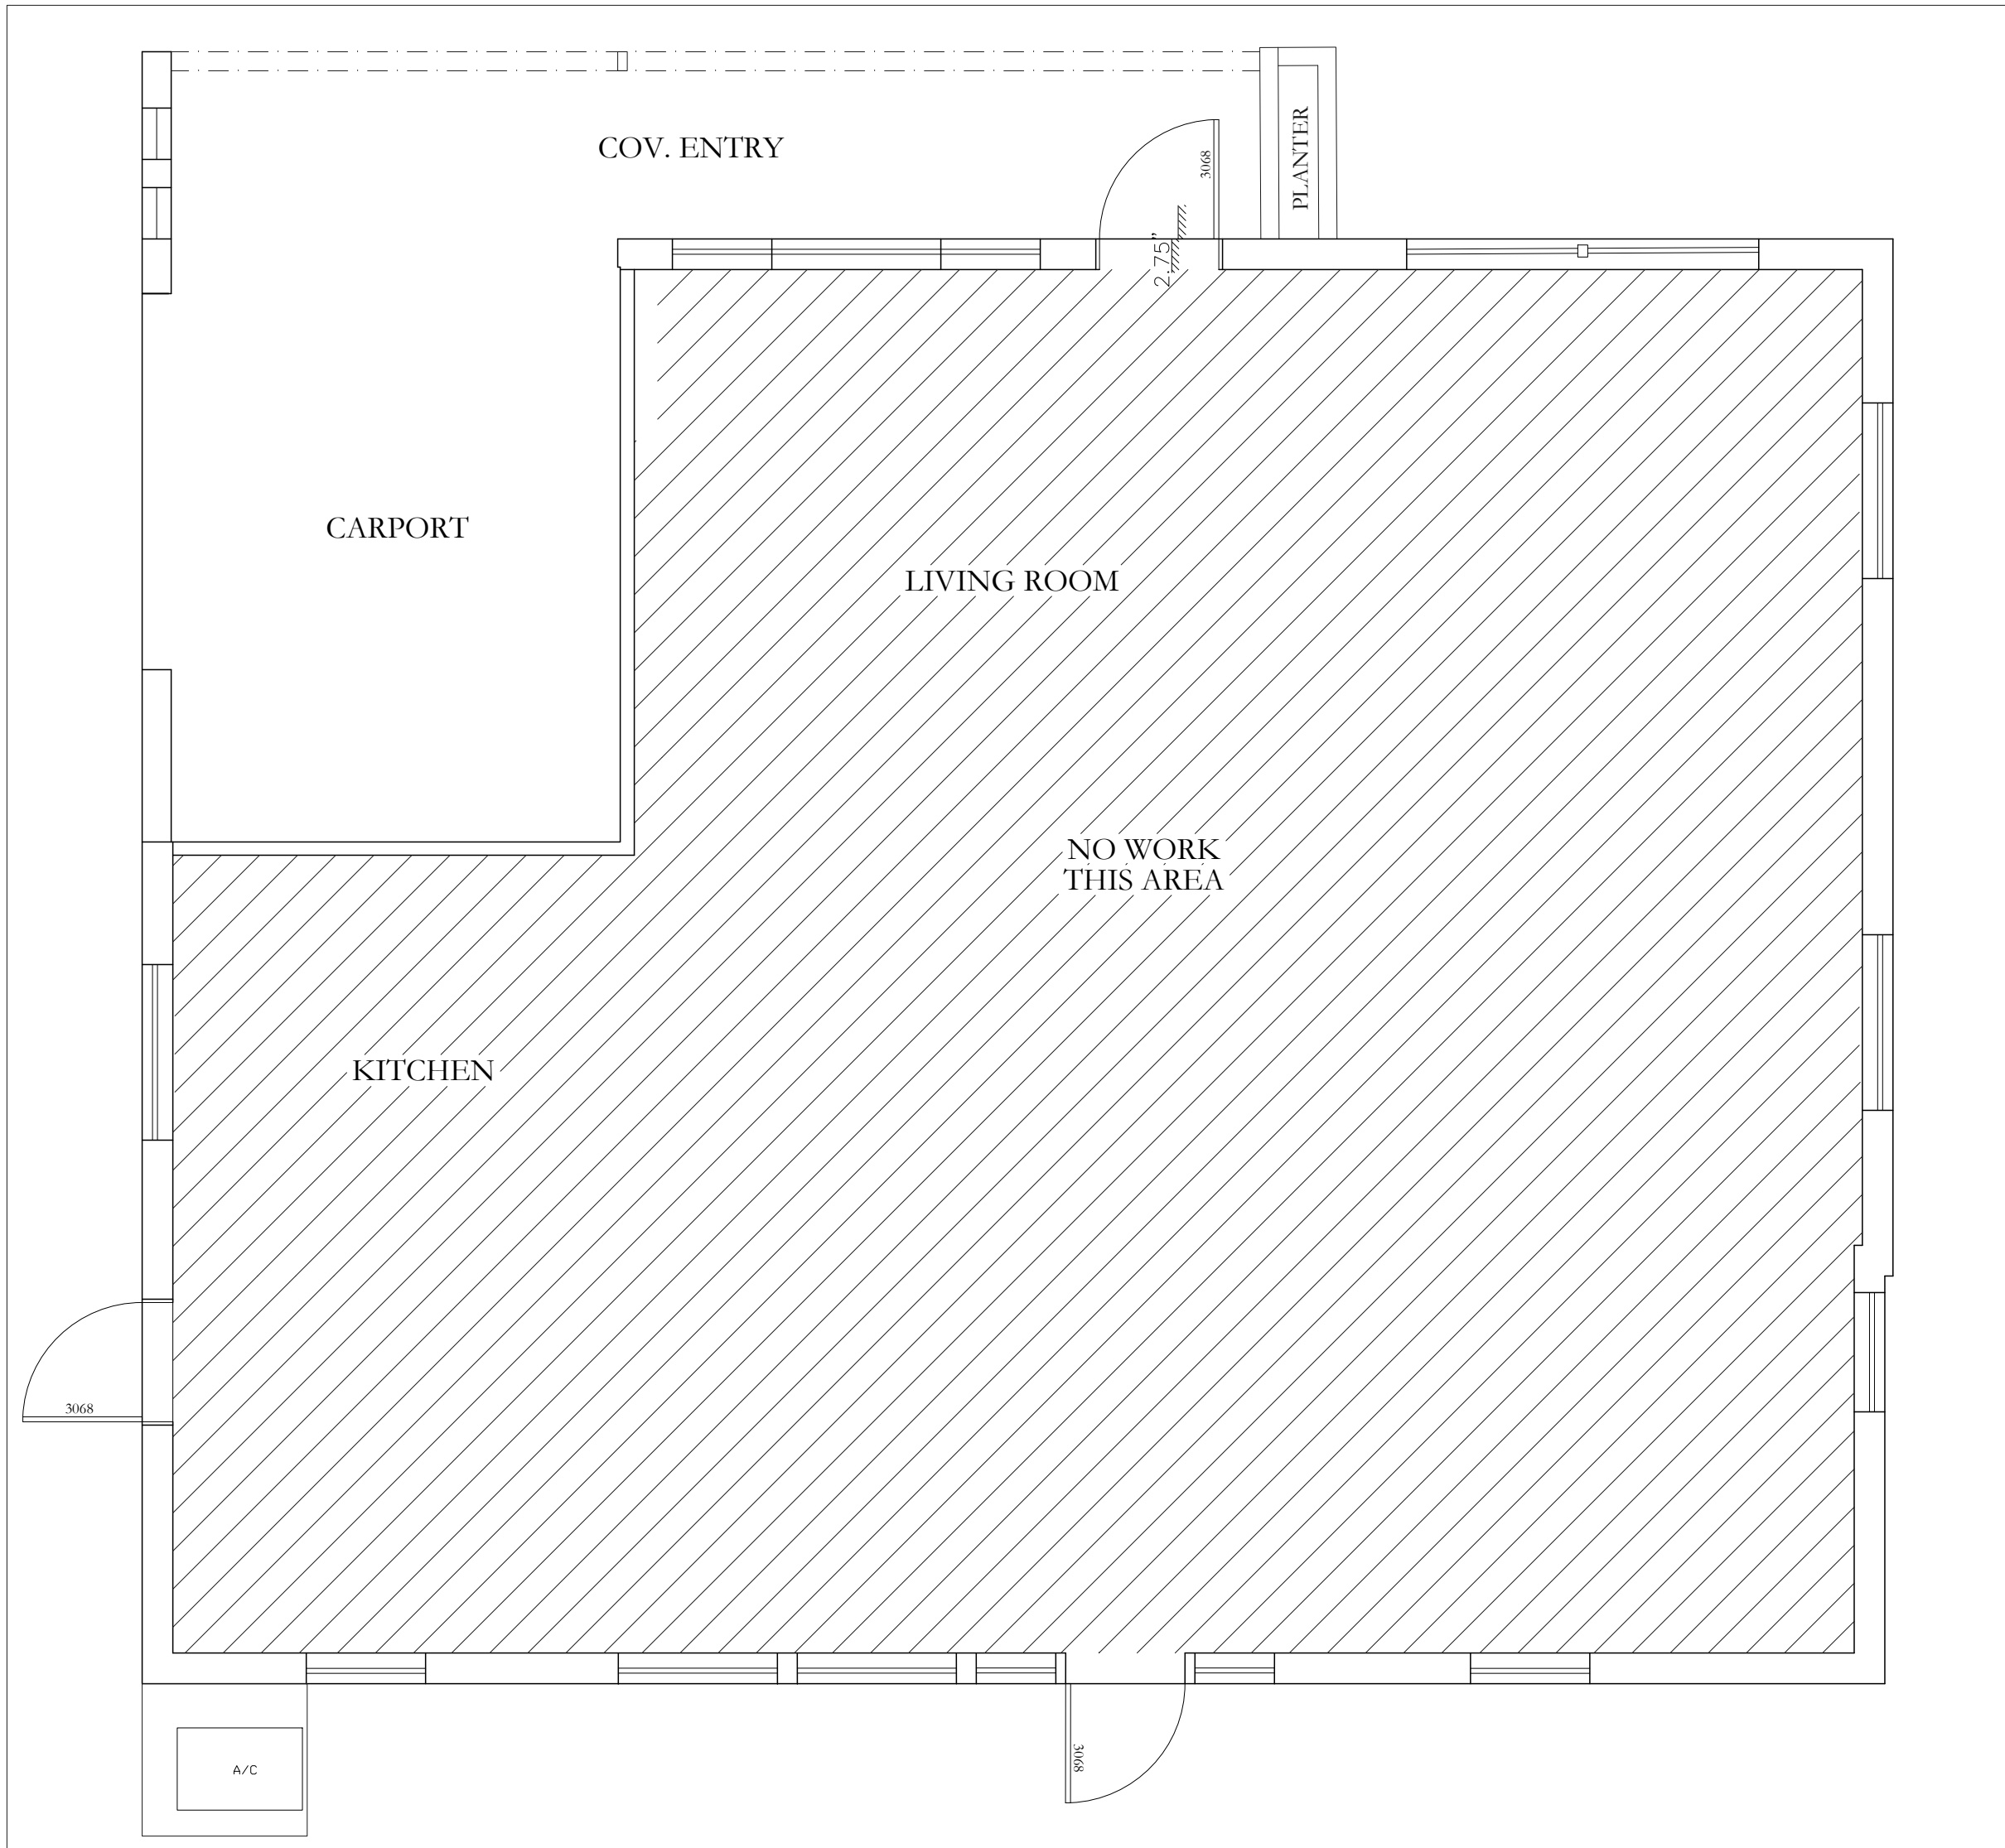 COV. ENTRY
3068
PLANTER
2.75"
CARPORT
LIVING ROOM
NO WORK
THIS AREA
KITCHEN
3068
3068
A/C